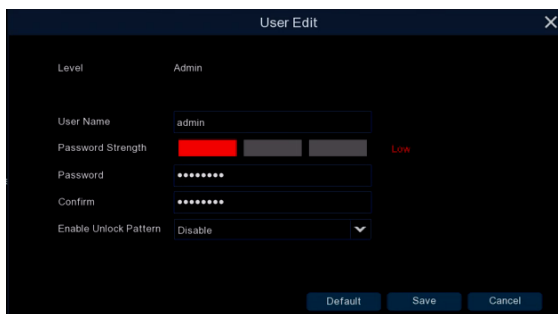 User Edit
Level Admin
User Name admin
Password Strength Low
Password ••••••••
Confirm ••••••••
Enable Unlock Pattern Disable
Default Save Cancel